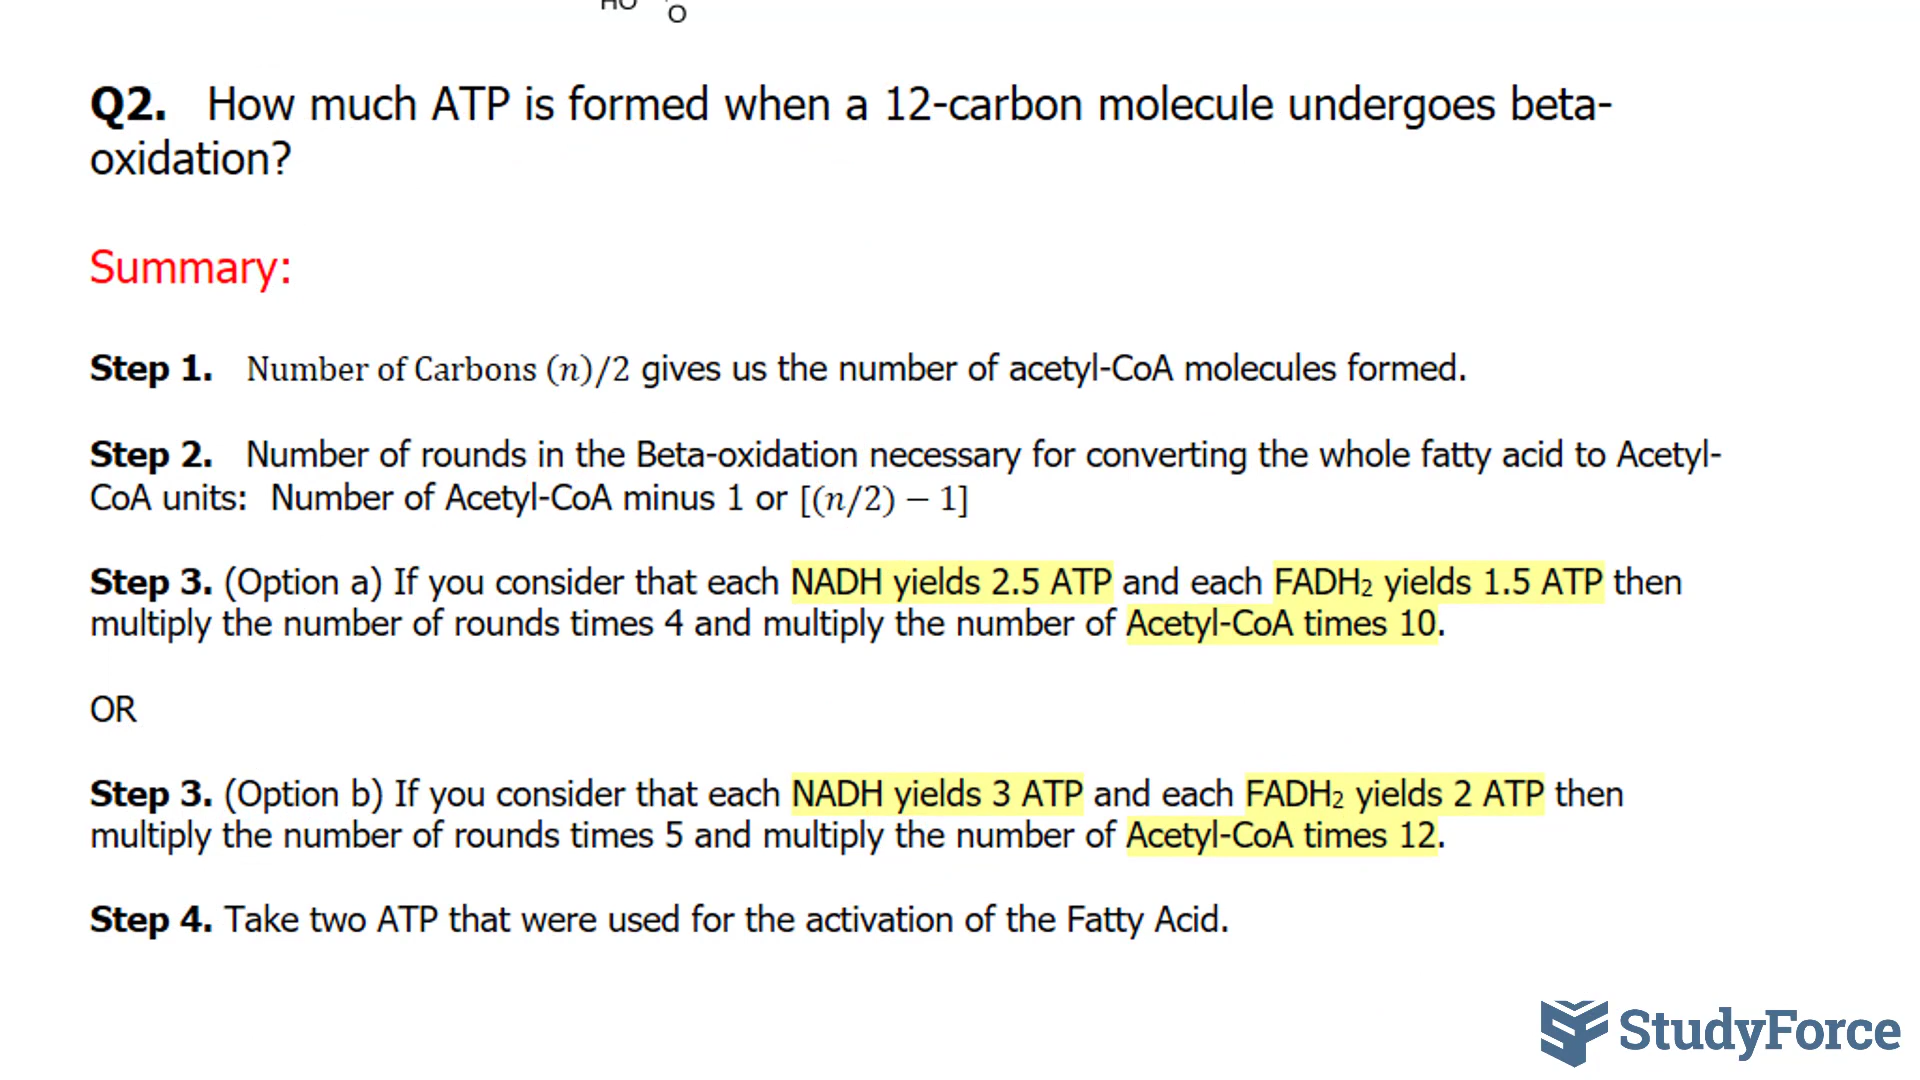 HO
O
Q2. How much ATP is formed when a 12-carbon molecule undergoes beta-
oxidation?
Summary:
Step 1. Number of Carbons (n)/2 gives us the number of acetyl-CoA molecules formed.
Step 2. Number of rounds in the Beta-oxidation necessary for converting the whole fatty acid to Acetyl-
CoA units: Number of Acetyl-CoA minus 1 or [(n/2) − 1]
Step 3. (Option a) If you consider that each NADH yields 2.5 ATP and each FADH₂ yields 1.5 ATP then
multiply the number of rounds times 4 and multiply the number of Acetyl-CoA times 10.
OR
Step 3. (Option b) If you consider that each NADH yields 3 ATP and each FADH₂ yields 2 ATP then
multiply the number of rounds times 5 and multiply the number of Acetyl-CoA times 12.
Step 4. Take two ATP that were used for the activation of the Fatty Acid.
StudyForce